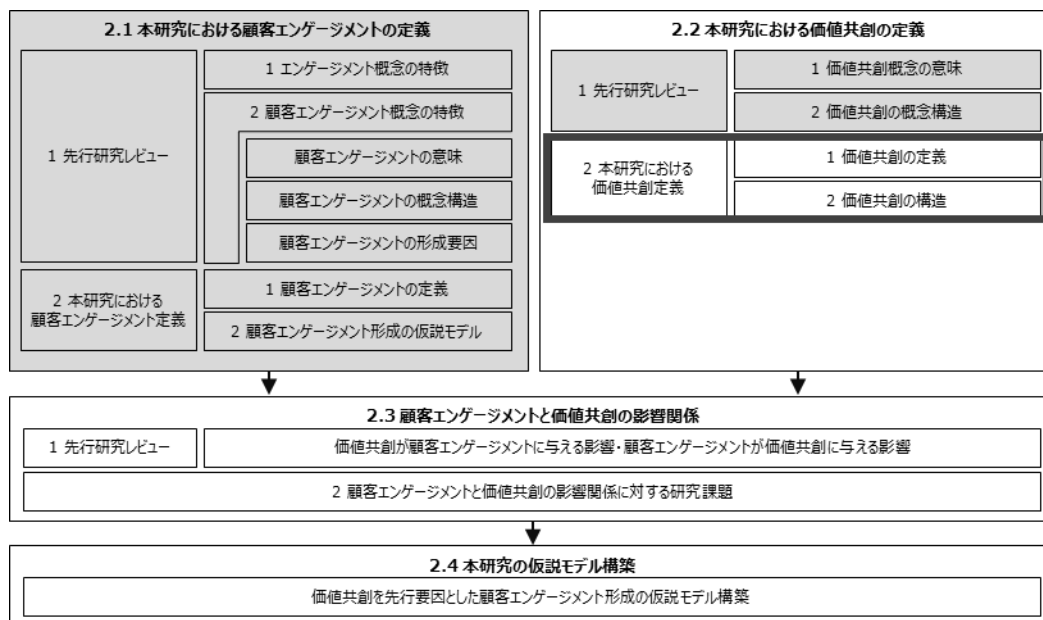 2.1 本研究における顧客エンゲージメントの定義
1 先行研究レビュー
1 エンゲージメント概念の特徴
2 顧客エンゲージメント概念の特徴
顧客エンゲージメントの意味
顧客エンゲージメントの概念構造
顧客エンゲージメントの形成要因
2 本研究における
顧客エンゲージメント定義
1 顧客エンゲージメントの定義
2 顧客エンゲージメント形成の仮説モデル
2.2 本研究における価値共創の定義
1 先行研究レビュー
1 価値共創概念の意味
2 価値共創の概念構造
2 本研究における
価値共創定義
1 価値共創の定義
2 価値共創の構造
2.3 顧客エンゲージメントと価値共創の影響関係
1 先行研究レビュー
価値共創が顧客エンゲージメントに与える影響・顧客エンゲージメントが価値共創に与える影響
2 顧客エンゲージメントと価値共創の影響関係に対する研究課題
2.4 本研究の仮説モデル構築
価値共創を先行要因とした顧客エンゲージメント形成の仮説モデル構築